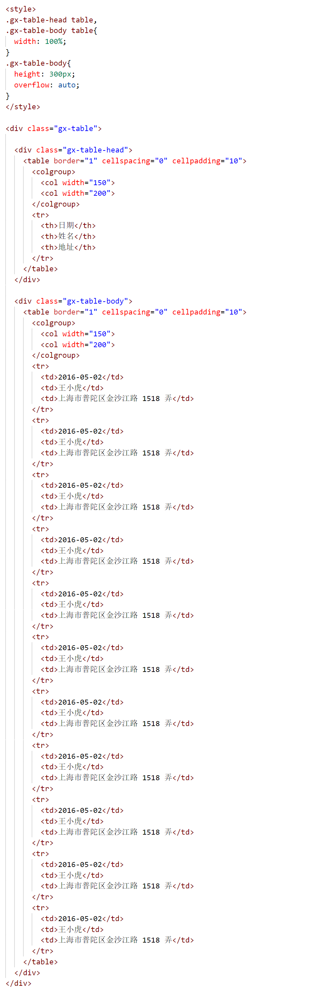 <style>
.gx-table-head table,
.gx-table-body table{
  width: 100%;
}
.gx-table-body{
  height: 300px;
  overflow: auto;
}
</style>

<div class="gx-table">

  <div class="gx-table-head">
    <table border="1" cellspacing="0" cellpadding="10">
      <colgroup>
        <col width="150">
        <col width="200">
      </colgroup>
      <tr>
        <th>日期</th>
        <th>姓名</th>
        <th>地址</th>
      </tr>
    </table>
  </div>

  <div class="gx-table-body">
    <table border="1" cellspacing="0" cellpadding="10">
      <colgroup>
        <col width="150">
        <col width="200">
      </colgroup>
      <tr>
        <td>2016-05-02</td>
        <td>王小虎</td>
        <td>上海市普陀区金沙江路 1518 弄</td>
      </tr>
      <tr>
        <td>2016-05-02</td>
        <td>王小虎</td>
        <td>上海市普陀区金沙江路 1518 弄</td>
      </tr>
      <tr>
        <td>2016-05-02</td>
        <td>王小虎</td>
        <td>上海市普陀区金沙江路 1518 弄</td>
      </tr>
      <tr>
        <td>2016-05-02</td>
        <td>王小虎</td>
        <td>上海市普陀区金沙江路 1518 弄</td>
      </tr>
      <tr>
        <td>2016-05-02</td>
        <td>王小虎</td>
        <td>上海市普陀区金沙江路 1518 弄</td>
      </tr>
      <tr>
        <td>2016-05-02</td>
        <td>王小虎</td>
        <td>上海市普陀区金沙江路 1518 弄</td>
      </tr>
      <tr>
        <td>2016-05-02</td>
        <td>王小虎</td>
        <td>上海市普陀区金沙江路 1518 弄</td>
      </tr>
      <tr>
        <td>2016-05-02</td>
        <td>王小虎</td>
        <td>上海市普陀区金沙江路 1518 弄</td>
      </tr>
      <tr>
        <td>2016-05-02</td>
        <td>王小虎</td>
        <td>上海市普陀区金沙江路 1518 弄</td>
      </tr>
      <tr>
        <td>2016-05-02</td>
        <td>王小虎</td>
        <td>上海市普陀区金沙江路 1518 弄</td>
      </tr>
      <tr>
        <td>2016-05-02</td>
        <td>王小虎</td>
        <td>上海市普陀区金沙江路 1518 弄</td>
      </tr>
    </table>
  </div>
</div>